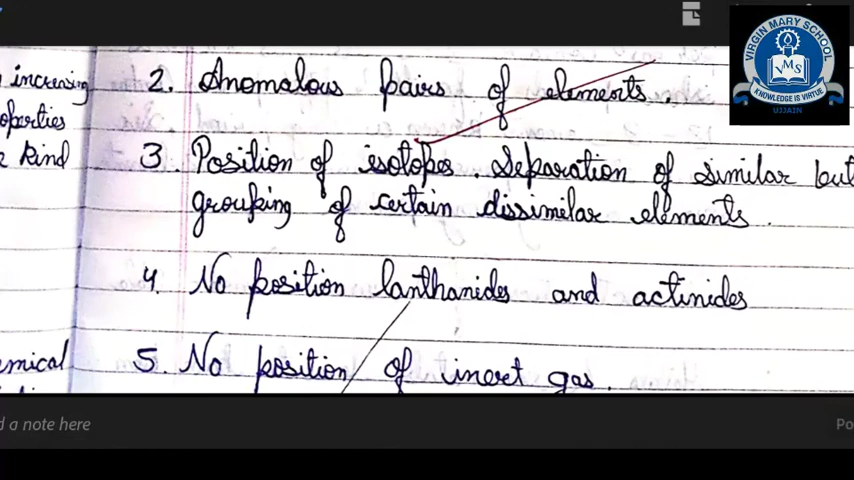 VIRGIN MARY SCHOOL
VMS
KNOWLEDGE IS VIRTUE
UJJAIN
increasing
2. Anomalous pairs of elements.
kind
3. Position of isotopes. Separation of similar but
grouping of certain dissimilar elements.
4. No position lanthanides and actinides
5. No position of inert gas.
d a note here
Po